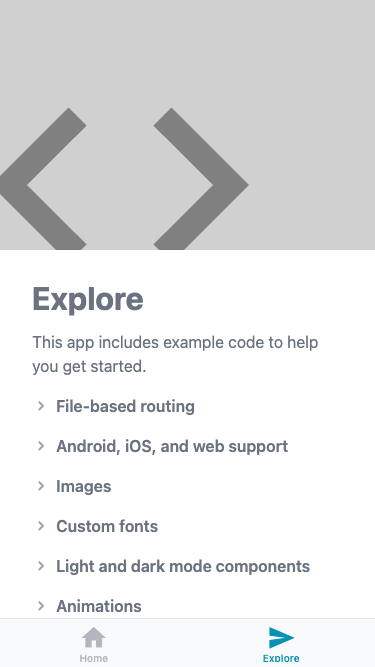 Explore
This app includes example code to help
you get started.
File-based routing
Android, iOS, and web support
Images
Custom fonts
Light and dark mode components
Animations
Home
Explore